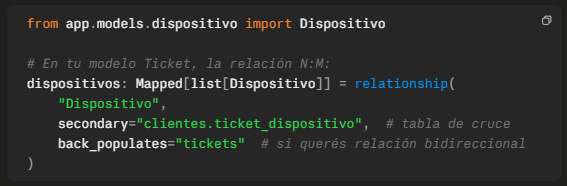 from app.models.dispositivo import Dispositivo
# En tu modelo Ticket, la relación N:M:
dispositivos: Mapped[list[Dispositivo]] = relationship(
    "Dispositivo",
    secondary="clientes.ticket_dispositivo",  # tabla de cruce
    back_populates="tickets"  # si querés relación bidireccional
)